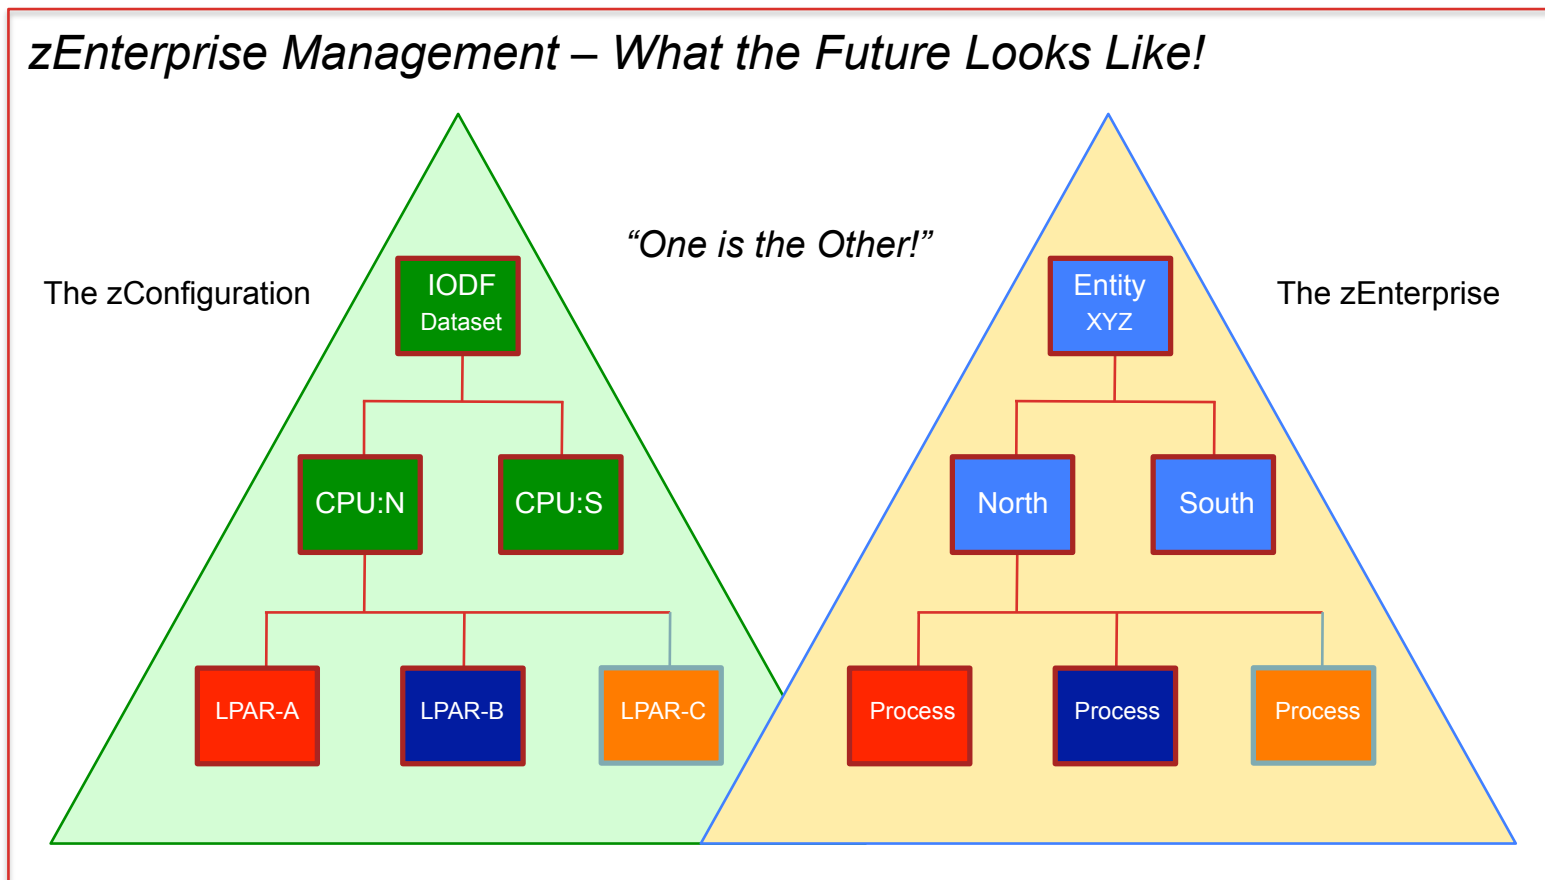 zEnterprise Management – What the Future Looks Like!
“One is the Other!”
The zConfiguration
IODF
Dataset
CPU:N
CPU:S
LPAR-A
LPAR-B
LPAR-C
The zEnterprise
Entity
XYZ
North
South
Process
Process
Process